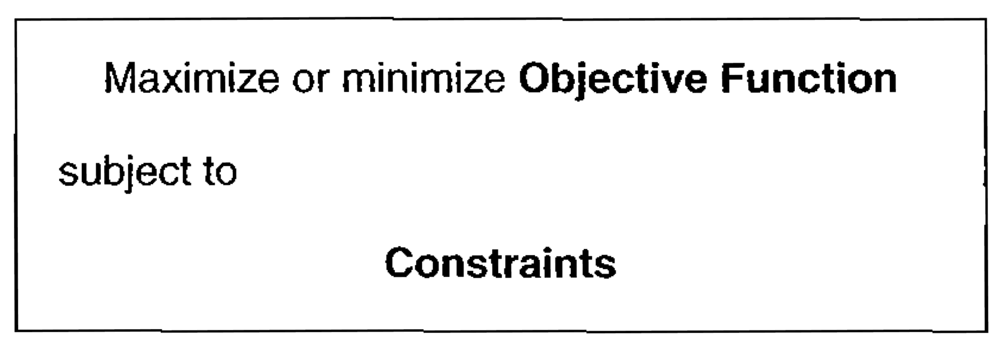 Maximize or minimize Objective Function
subject to
Constraints